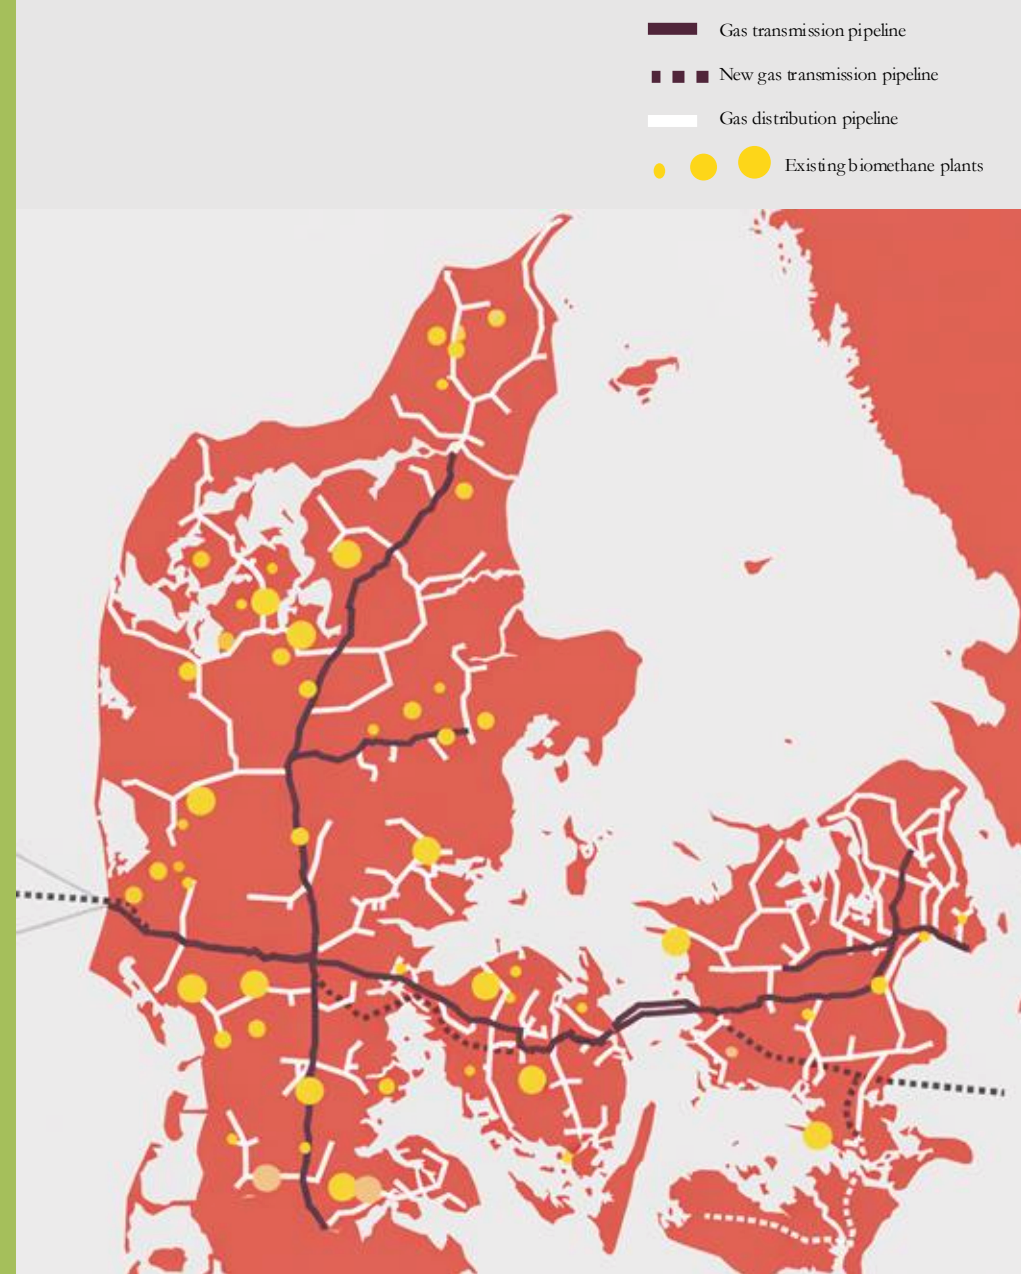 Gas transmission pipeline
New gas transmission pipeline
Gas distribution pipeline
Existing biomethane plants